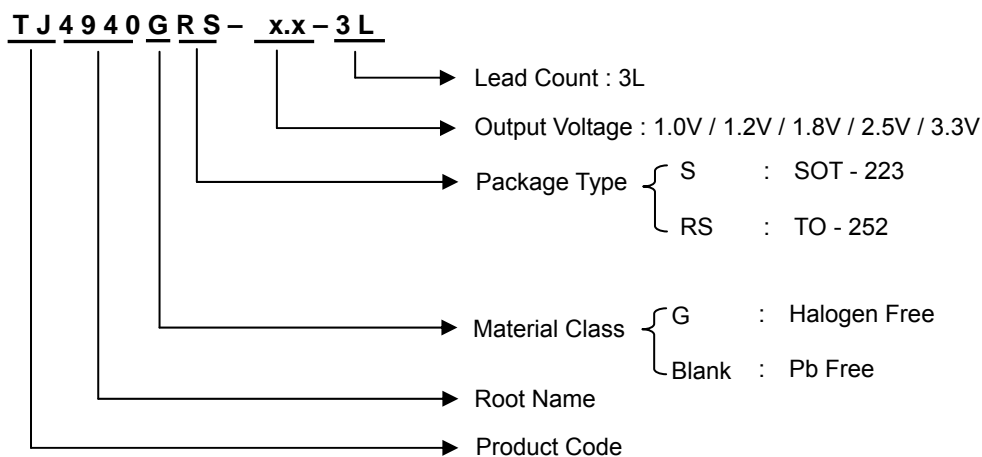 TJ4940GRS– x.x–3L
Lead Count : 3L
Output Voltage : 1.0V / 1.2V / 1.8V / 2.5V / 3.3V
Package Type
S : SOT - 223
RS : TO - 252
Material Class
G : Halogen Free
Blank : Pb Free
Root Name
Product Code